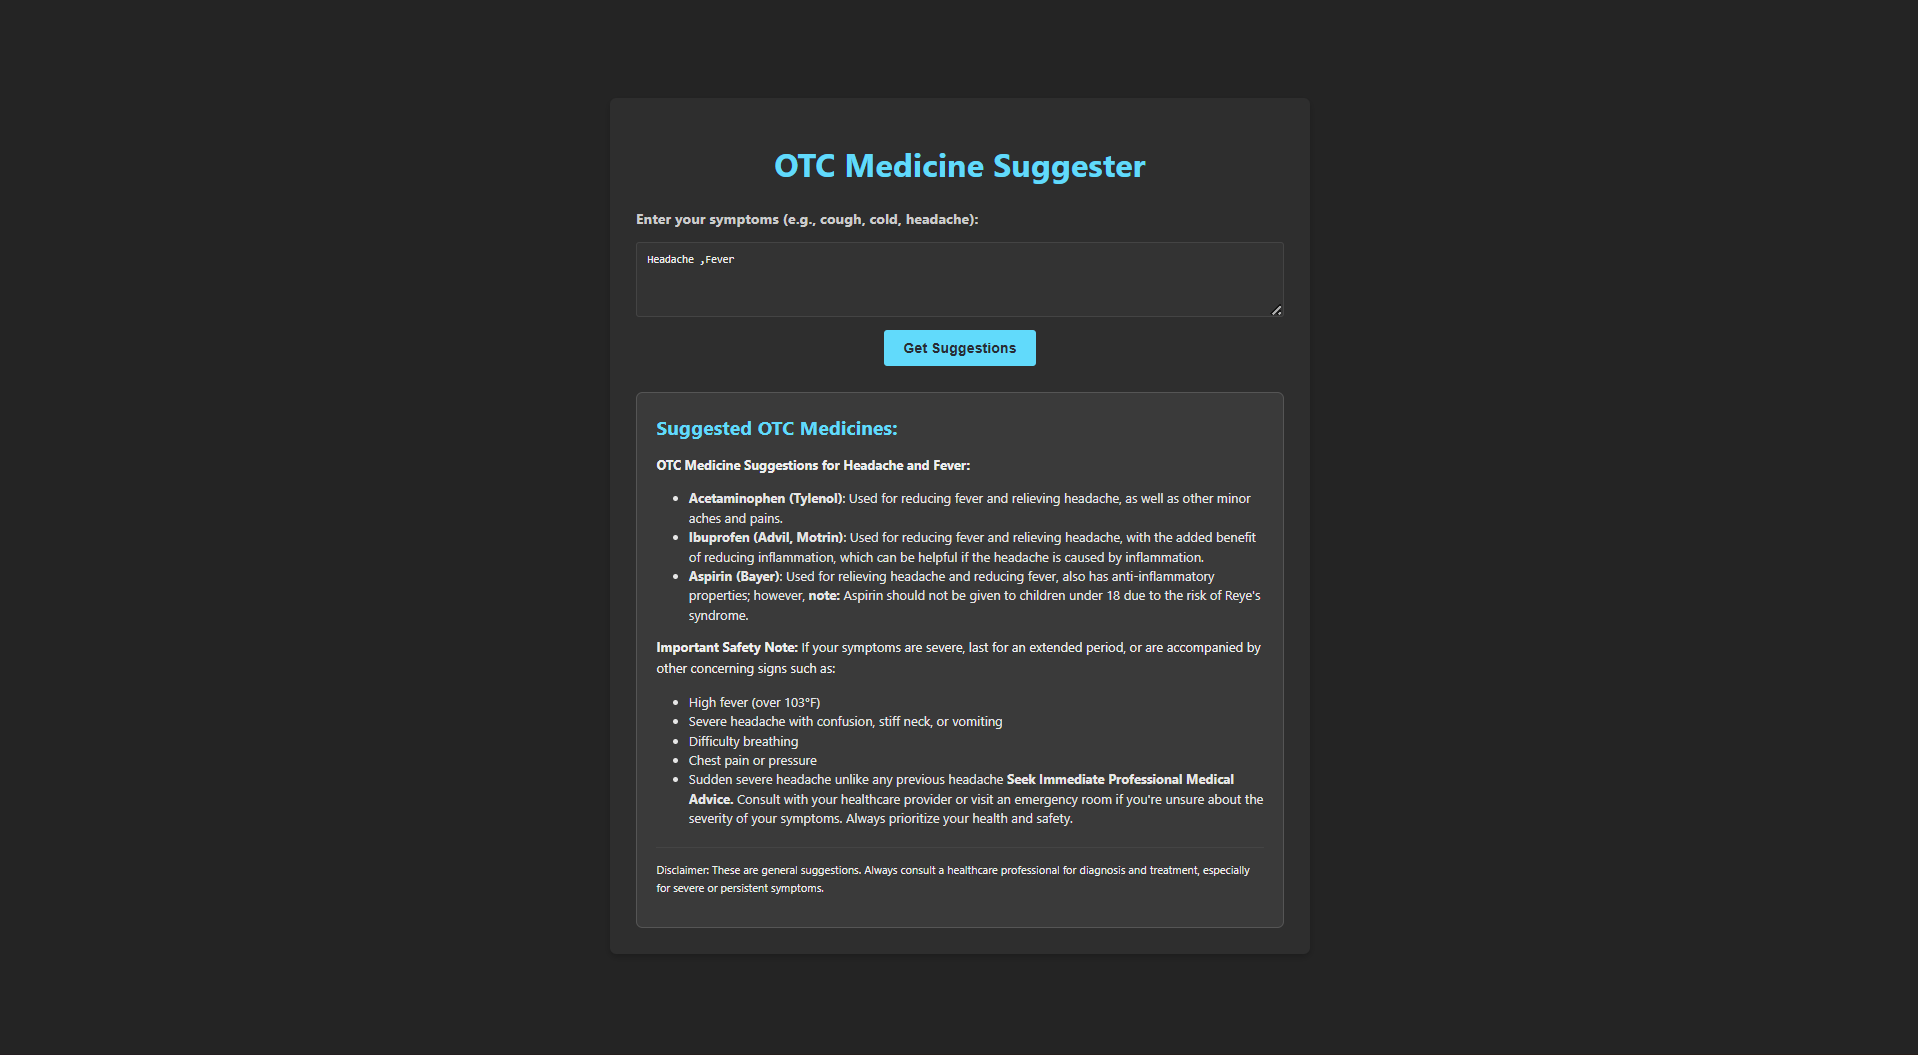 OTC Medicine Suggester
Enter your symptoms (e.g., cough, cold, headache):
Headache ,Fever
Get Suggestions
Suggested OTC Medicines:
OTC Medicine Suggestions for Headache and Fever:
• Acetaminophen (Tylenol): Used for reducing fever and relieving headache, as well as other minor
aches and pains.
• Ibuprofen (Advil, Motrin): Used for reducing fever and relieving headache, with the added benefit
of reducing inflammation, which can be helpful if the headache is caused by inflammation.
• Aspirin (Bayer): Used for relieving headache and reducing fever, also has anti-inflammatory
properties; however, note: Aspirin should not be given to children under 18 due to the risk of Reye's
syndrome.
Important Safety Note: If your symptoms are severe, last for an extended period, or are accompanied by
other concerning signs such as:
• High fever (over 103°F)
• Severe headache with confusion, stiff neck, or vomiting
• Difficulty breathing
• Chest pain or pressure
• Sudden severe headache unlike any previous headache Seek Immediate Professional Medical
Advice. Consult with your healthcare provider or visit an emergency room if you're unsure about the
severity of your symptoms. Always prioritize your health and safety.
Disclaimer: These are general suggestions. Always consult a healthcare professional for diagnosis and treatment, especially
for severe or persistent symptoms.